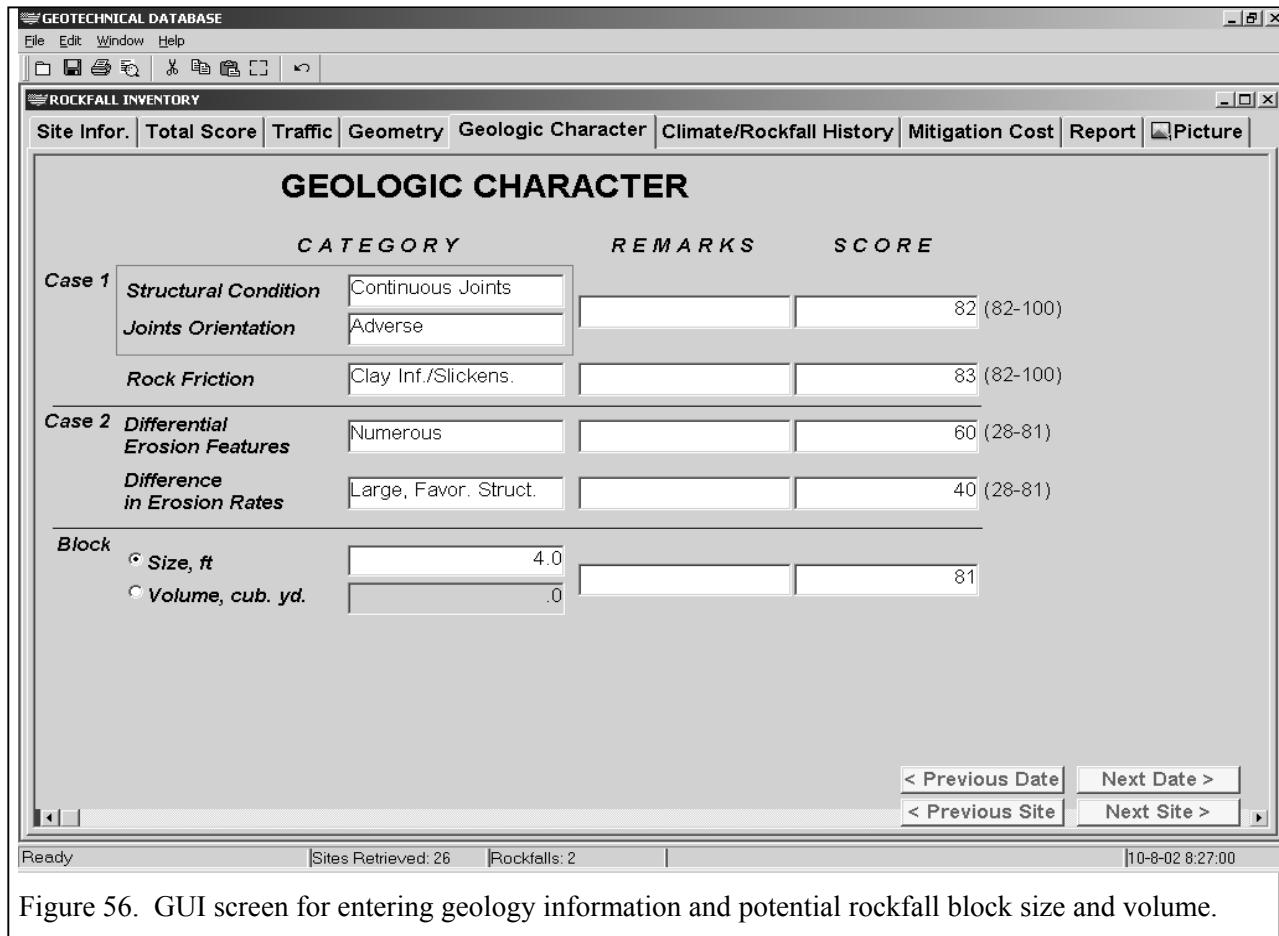 GEOTECHNICAL DATABASE
File Edit Window Help
ROCKFALL INVENTORY
Site Infor. Total Score Traffic Geometry Geologic Character Climate/Rockfall History Mitigation Cost Report Picture
GEOLOGIC CHARACTER
CATEGORY REMARKS SCORE
Case 1 Structural Condition Continuous Joints
82 (82-100)
Joints Orientation Adverse
Rock Friction Clay Inf./Slickens. 83 (82-100)
Case 2 Differential
Erosion Features Numerous 60 (28-81)
Difference
in Erosion Rates Large, Favor. Struct. 40 (28-81)
Block
Size, ft 4.0
81
Volume, cub. yd. .0
< Previous Date Next Date >
< Previous Site Next Site >
Ready Sites Retrieved: 26 Rockfalls: 2 10-8-02 8:27:00
Figure 56. GUI screen for entering geology information and potential rockfall block size and volume.